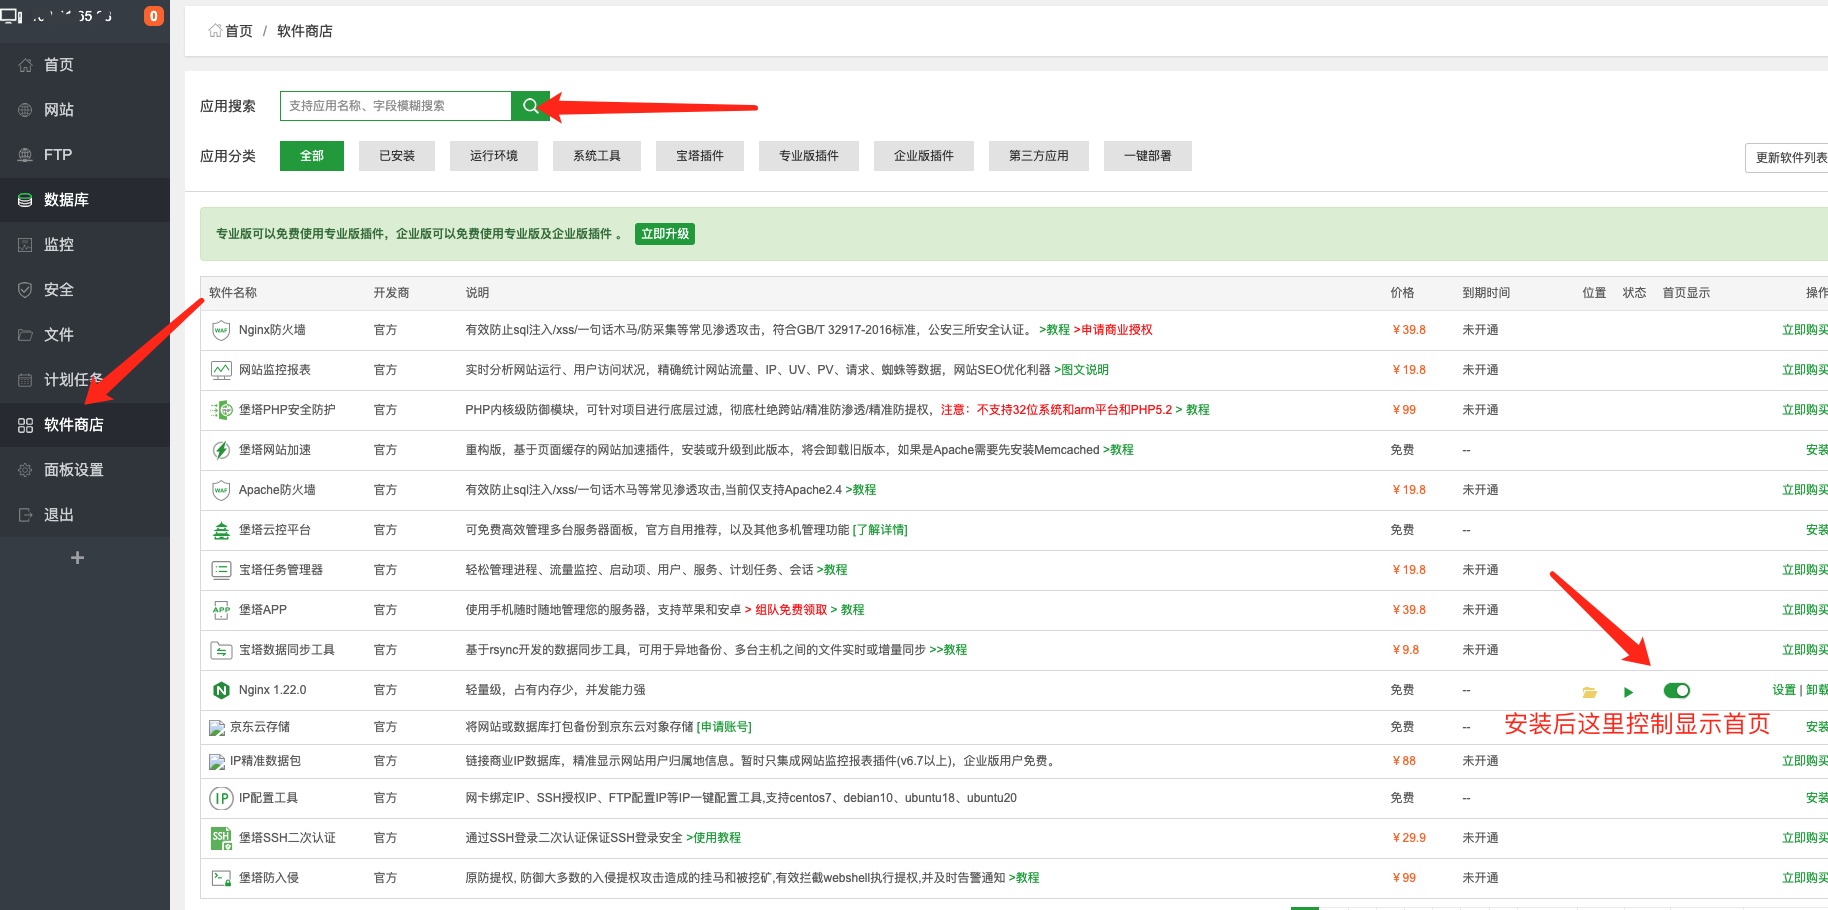 0
首页 / 软件商店
首页
网站
FTP
数据库
监控
安全
文件
计划任务
软件商店
面板设置
退出
+
应用搜索 支持应用名称、字段模糊搜索
应用分类 全部 已安装 运行环境 系统工具 宝塔插件 专业版插件 企业版插件 第三方应用 一键部署 更新软件列表
专业版可以免费使用专业版插件，企业版可以免费使用专业版及企业版插件 。 立即升级
软件名称 开发商 说明 价格 到期时间 位置 状态 首页显示 操作
WAF Nginx防火墙 官方 有效防止sql注入/xss/一句话木马/防采集等常见渗透攻击，符合GB/T 32917-2016标准，公安三所安全认证。 >教程 >申请商业授权 ￥39.8 未开通 立即购买
网站监控报表 官方 实时分析网站运行、用户访问状况，精确统计网站流量、IP、UV、PV、请求、蜘蛛等数据，网站SEO优化利器 >图文说明 ￥19.8 未开通 立即购买
堡塔PHP安全防护 官方 PHP内核级防御模块，可针对项目进行底层过滤，彻底杜绝跨站/精准防渗透/精准防提权，注意：不支持32位系统和arm平台和PHP5.2 > 教程 ￥99 未开通 立即购买
堡塔网站加速 官方 重构版，基于页面缓存的网站加速插件，安装或升级到此版本，将会卸载旧版本，如果是Apache需要先安装Memcached >教程 免费 -- 安装
WAF Apache防火墙 官方 有效防止sql注入/xss/一句话木马等常见渗透攻击,当前仅支持Apache2.4 >教程 ￥19.8 未开通 立即购买
堡塔云控平台 官方 可免费高效管理多台服务器面板，官方自用推荐，以及其他多机管理功能 [了解详情] 免费 -- 安装
宝塔任务管理器 官方 轻松管理进程、流量监控、启动项、用户、服务、计划任务、会话 >教程 ￥19.8 未开通 立即购买
APP 堡塔APP 官方 使用手机随时随地管理您的服务器，支持苹果和安卓 > 组队免费领取 > 教程 ￥39.8 未开通 立即购买
宝塔数据同步工具 官方 基于rsync开发的数据同步工具，可用于异地备份、多台主机之间的文件实时或增量同步 >>教程 ￥9.8 未开通 立即购买
N Nginx 1.22.0 官方 轻量级，占有内存少，并发能力强 免费 -- 设置 | 卸载
安装后这里控制显示首页
京东云存储 官方 将网站或数据库打包备份到京东云对象存储 [申请账号] 免费 -- 安装
IP精准数据包 官方 链接商业IP数据库，精准显示网站用户归属地信息。暂时只集成网站监控报表插件(v6.7以上)，企业版用户免费。 ￥88 未开通 立即购买
IP IP配置工具 官方 网卡绑定IP、SSH授权IP、FTP配置IP等IP一键配置工具,支持centos7、debian10、ubuntu18、ubuntu20 免费 -- 安装
SSH 堡塔SSH二次认证 官方 通过SSH登录二次认证保证SSH登录安全 >使用教程 ￥29.9 未开通 立即购买
堡塔防入侵 官方 原防提权, 防御大多数的入侵提权攻击造成的挂马和被挖矿,有效拦截webshell执行提权,并及时告警通知 >教程 ￥99 未开通 立即购买